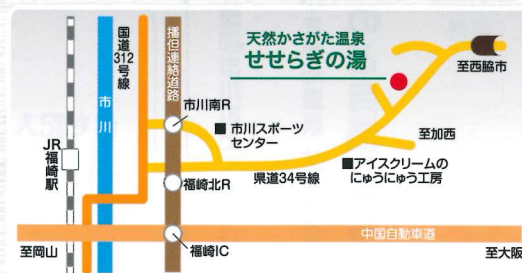 国道312号線
播但連絡道路
天然かさがた温泉
せせらぎの湯
至西脇市
市川
市川南R
■市川スポーツ
センター
至加西
JR
福崎駅
■アイスクリームの
にゅうにゅう工房
県道34号線
福崎北R
中国自動車道
至岡山
福崎IC
至大阪